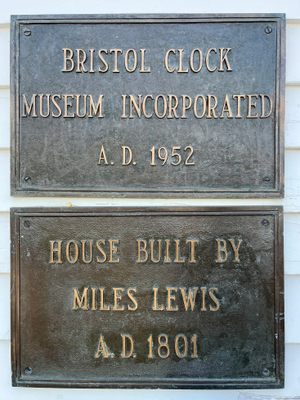 BRISTOL CLOCK
MUSEUM INCORPORATED
A. D. 1952
HOUSE BUILT BY
MILES LEWIS
A. D. 1801